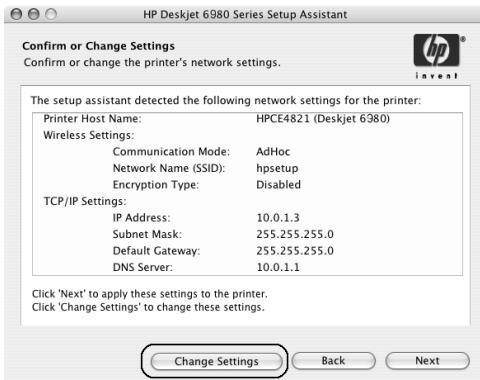 HP Deskjet 6980 Series Setup Assistant
Confirm or Change Settings
Confirm or change the printer's network settings.
hp
invent
The setup assistant detected the following network settings for the printer:
Printer Host Name: HPCE4821 (Deskjet 6980)
Wireless Settings:
Communication Mode: AdHoc
Network Name (SSID): hpsetup
Encryption Type: Disabled
TCP/IP Settings:
IP Address: 10.0.1.3
Subnet Mask: 255.255.255.0
Default Gateway: 255.255.255.0
DNS Server: 10.0.1.1
Click 'Next' to apply these settings to the printer.
Click 'Change Settings' to change these settings.
Change Settings Back Next